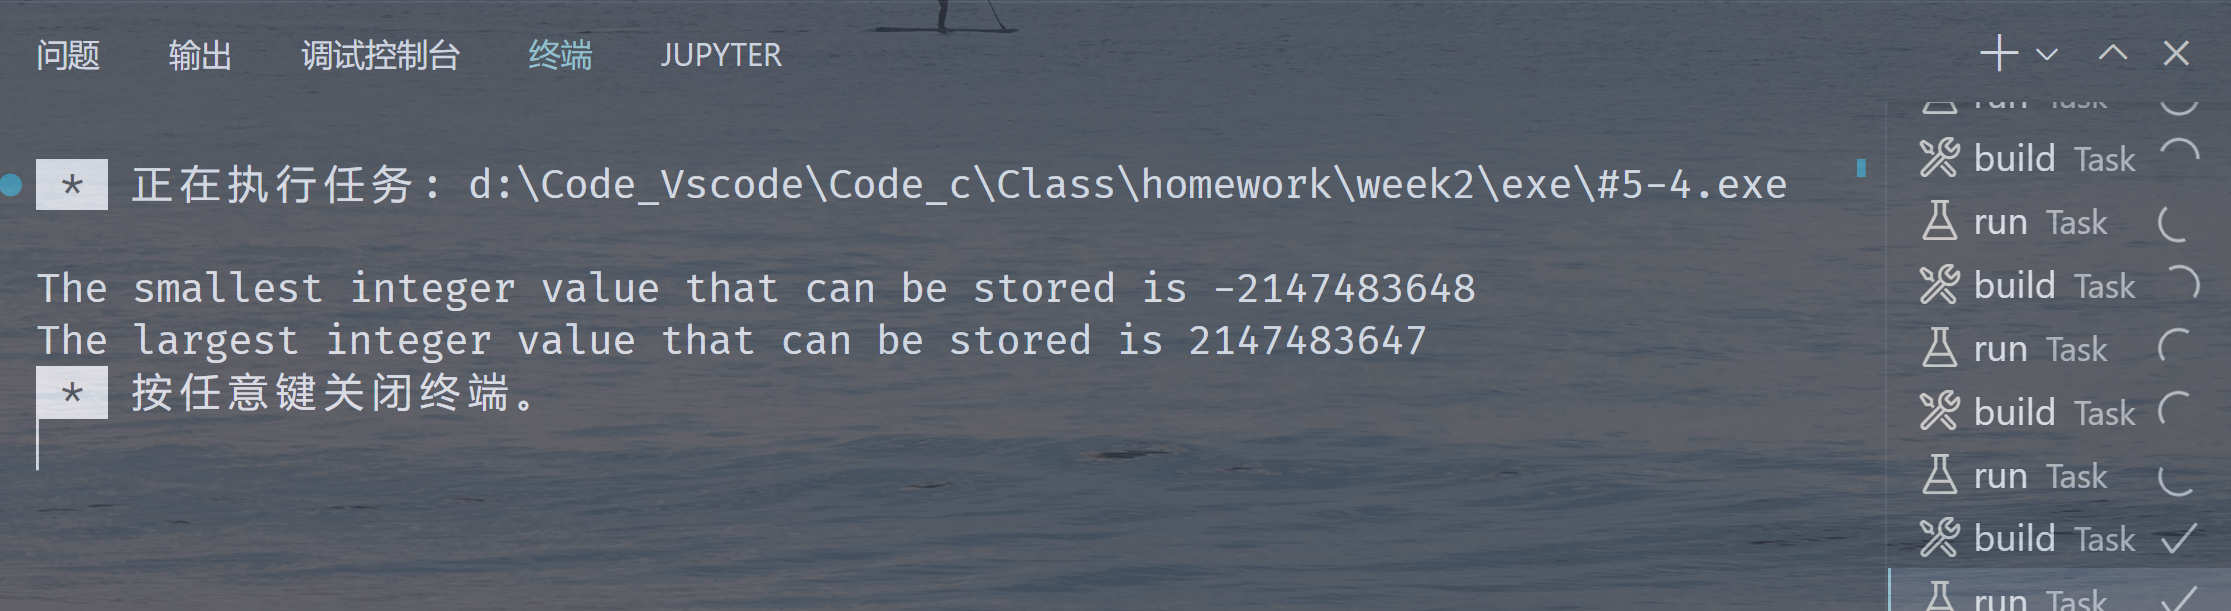 问题 输出 调试控制台 终端 JUPYTER
* 正在执行任务: d:\Code_Vscode\Code_c\Class\homework\week2\exe\#5-4.exe
The smallest integer value that can be stored is -2147483648
The largest integer value that can be stored is 2147483647
* 按任意键关闭终端。
run Task
build Task
run Task
build Task
run Task
build Task
run Task
build Task
run Task